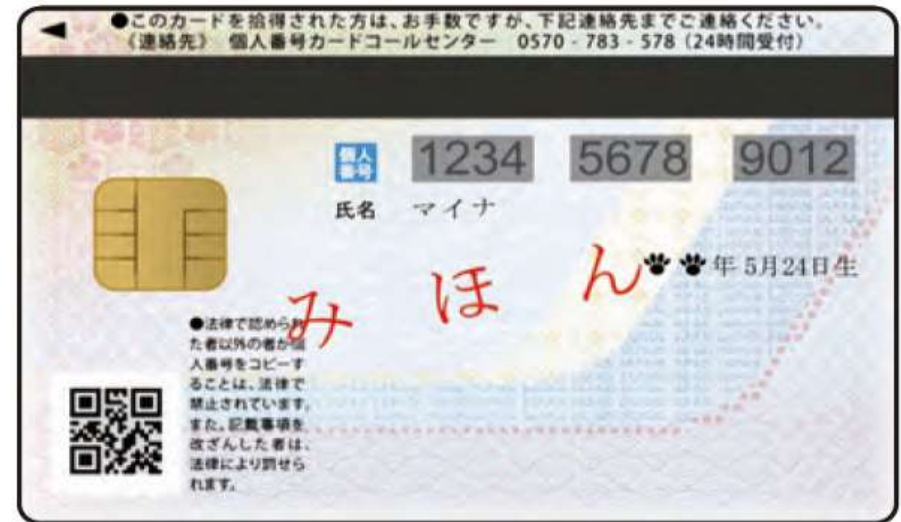 ●このカードを拾得された方は、お手数ですが、下記連絡先までご連絡ください。
《連絡先》 個人番号カードコールセンター 0570-783-578（24時間受付）
個人番号 1234 5678 9012
氏名 マイナ
年 5月24日生
みほん
●法律で認められ
た者以外の者が個
人番号をコピーす
ることは、法律で
禁止されています。
また、記載事項を
改ざんした者は、
法律により罰せら
れます。